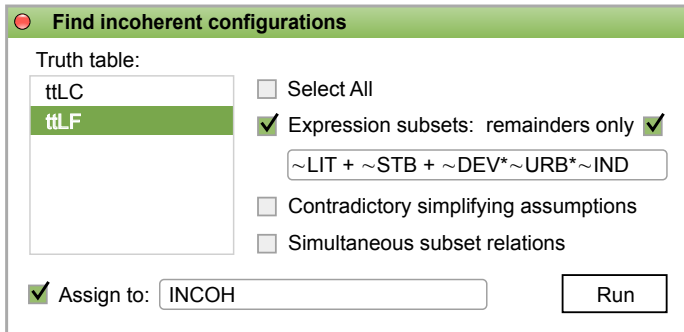 Find incoherent configurations
Truth table:
ttLC
ttLF
Select All
Expression subsets: remainders only
~LIT + ~STB + ~DEV*~URB*~IND
Contradictory simplifying assumptions
Simultaneous subset relations
Assign to: INCOH
Run